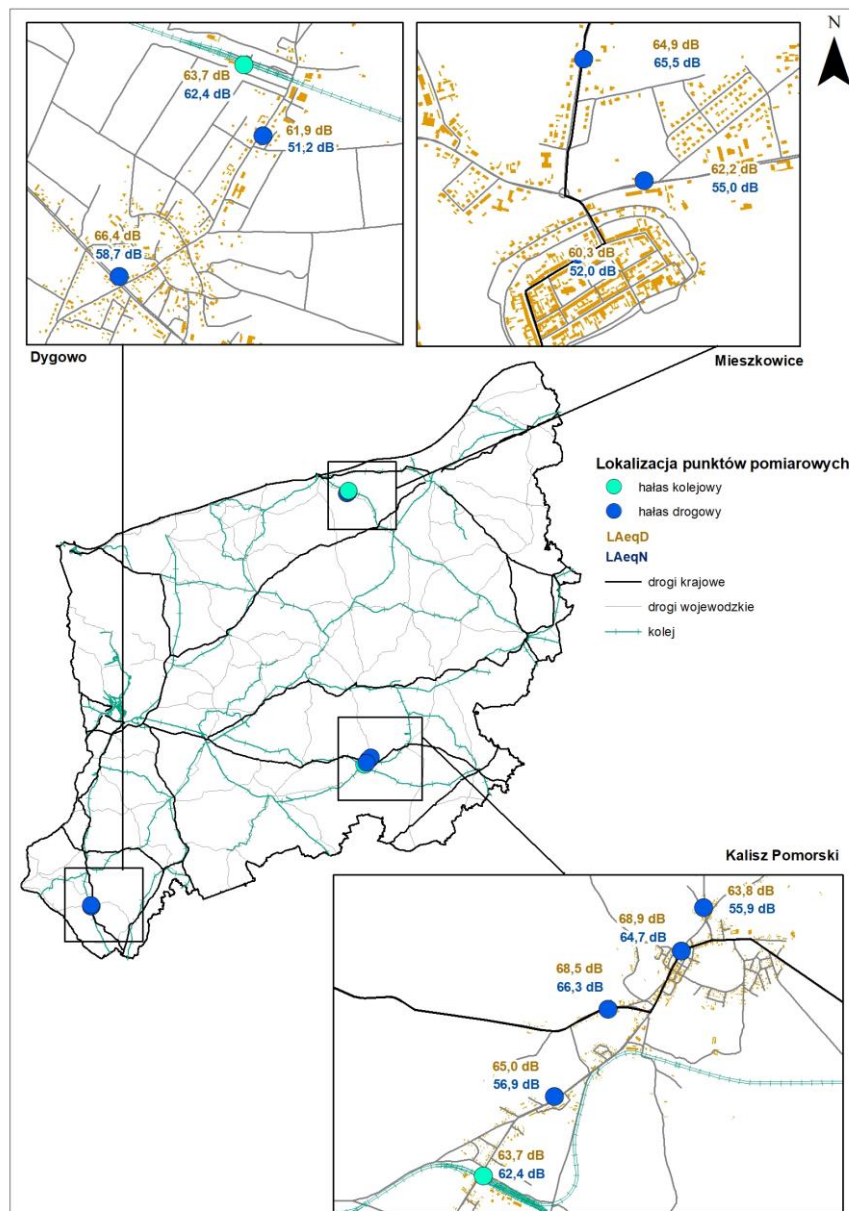 N
63,7 dB
62,4 dB
61,9 dB
51,2 dB
66,4 dB
58,7 dB
64,9 dB
65,5 dB
62,2 dB
55,0 dB
60,3 dB
52,0 dB
Dygowo
Mieszkowice
Lokalizacja punktów pomiarowych
hałas kolejowy
hałas drogowy
LAeqD
LAeqN
drogi krajowe
drogi wojewodzkie
kolej
Kalisz Pomorski
63,8 dB
55,9 dB
68,9 dB
64,7 dB
68,5 dB
66,3 dB
65,0 dB
56,9 dB
63,7 dB
62,4 dB